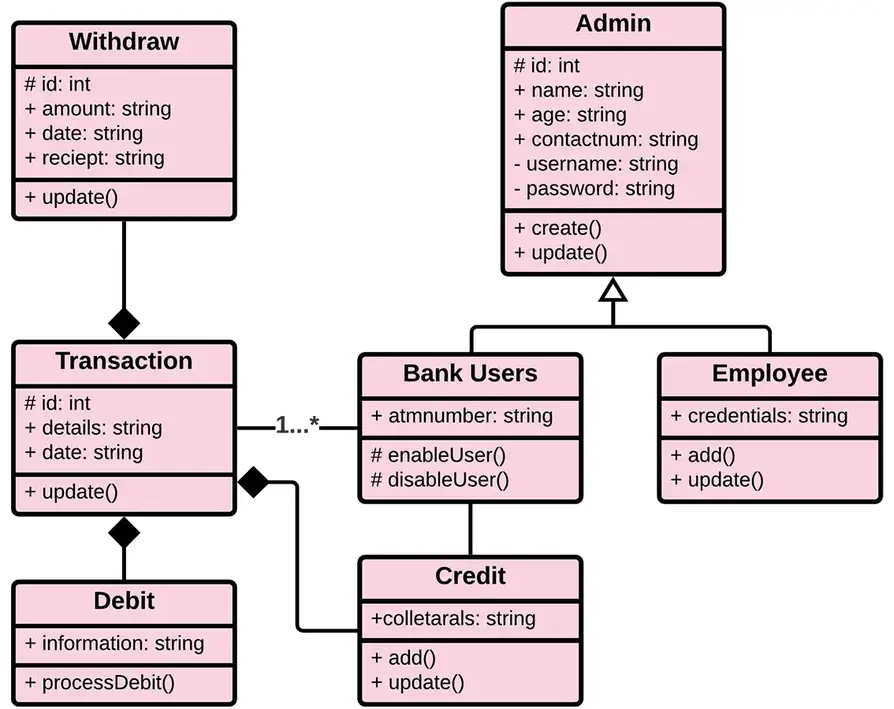 Withdraw
# id: int
+ amount: string
+ date: string
+ reciept: string
+ update()
Admin
# id: int
+ name: string
+ age: string
+ contactnum: string
- username: string
- password: string
+ create()
+ update()
Transaction
# id: int
+ details: string
+ date: string
+ update()
1...*
Bank Users
+ atmnumber: string
# enableUser()
# disableUser()
Employee
+ credentials: string
+ add()
+ update()
Debit
+ information: string
+ processDebit()
Credit
+colletarals: string
+ add()
+ update()